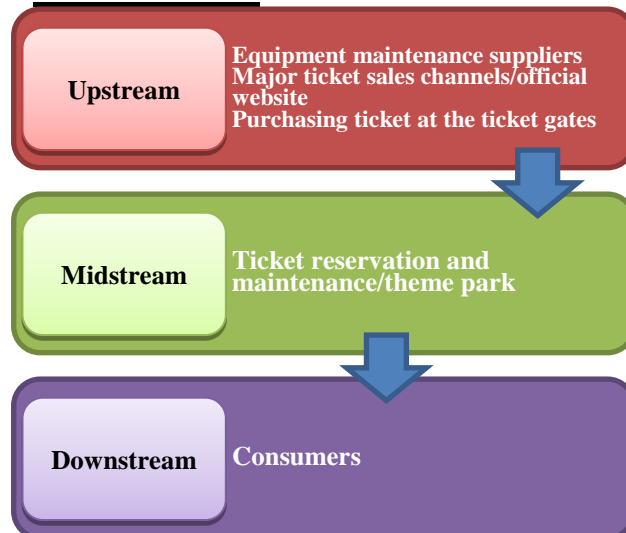 Upstream
Equipment maintenance suppliers
Major ticket sales channels/official
website
Purchasing ticket at the ticket gates
Midstream
Ticket reservation and
maintenance/theme park
Downstream
Consumers